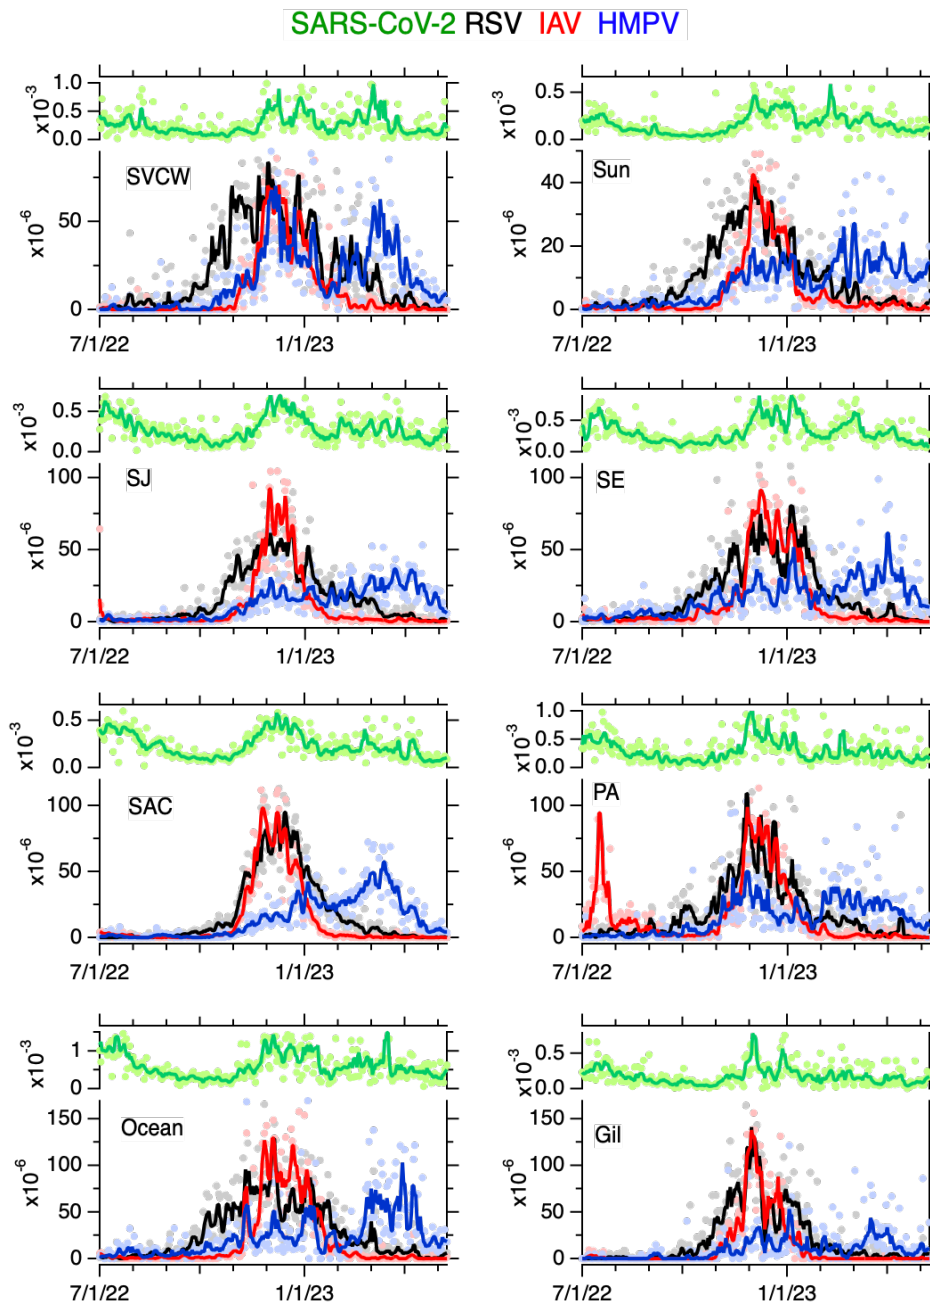 SARS-CoV-2 RSV IAV HMPV
1.0
0.5
0.0
x10-3
SVCW
50
0
x10-6
7/1/22 1/1/23
0.5
0.0
x10-3
Sun
40
20
0
x10-6
7/1/22 1/1/23
0.5
0.0
x10-3
SJ
100
50
0
x10-6
7/1/22 1/1/23
0.5
0.0
x10-3
SE
100
50
0
x10-6
7/1/22 1/1/23
0.5
0.0
x10-3
SAC
100
50
0
x10-6
7/1/22 1/1/23
1.0
0.5
0.0
x10-3
PA
100
50
0
x10-6
7/1/22 1/1/23
1
0
x10-3
Ocean
150
100
50
0
x10-6
7/1/22 1/1/23
0.5
0.0
x10-3
Gil
150
100
50
0
x10-6
7/1/22 1/1/23